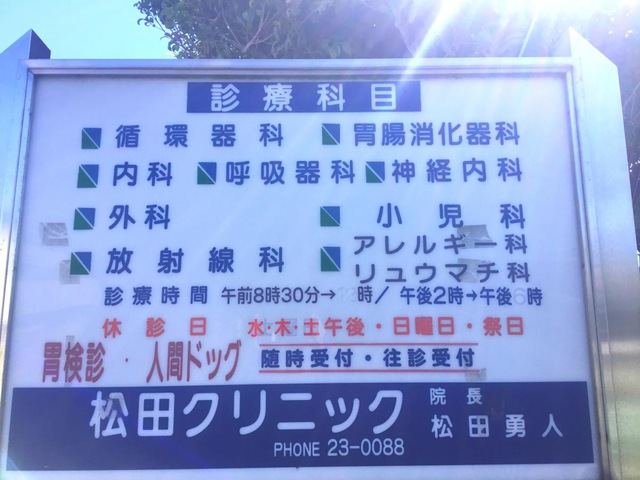 診療科目
循環器科 胃腸消化器科
内科 呼吸器科 神経内科
外科 小児科
放射線科 アレルギー科
リュウマチ科
診療時間 午前8時30分→ 時/午後2時→午後6時
休診日 水・木・土午後・日曜日・祭日
胃検診・人間ドッグ 随時受付・往診受付
松田クリニック 院長
松田勇人
PHONE 23-0088